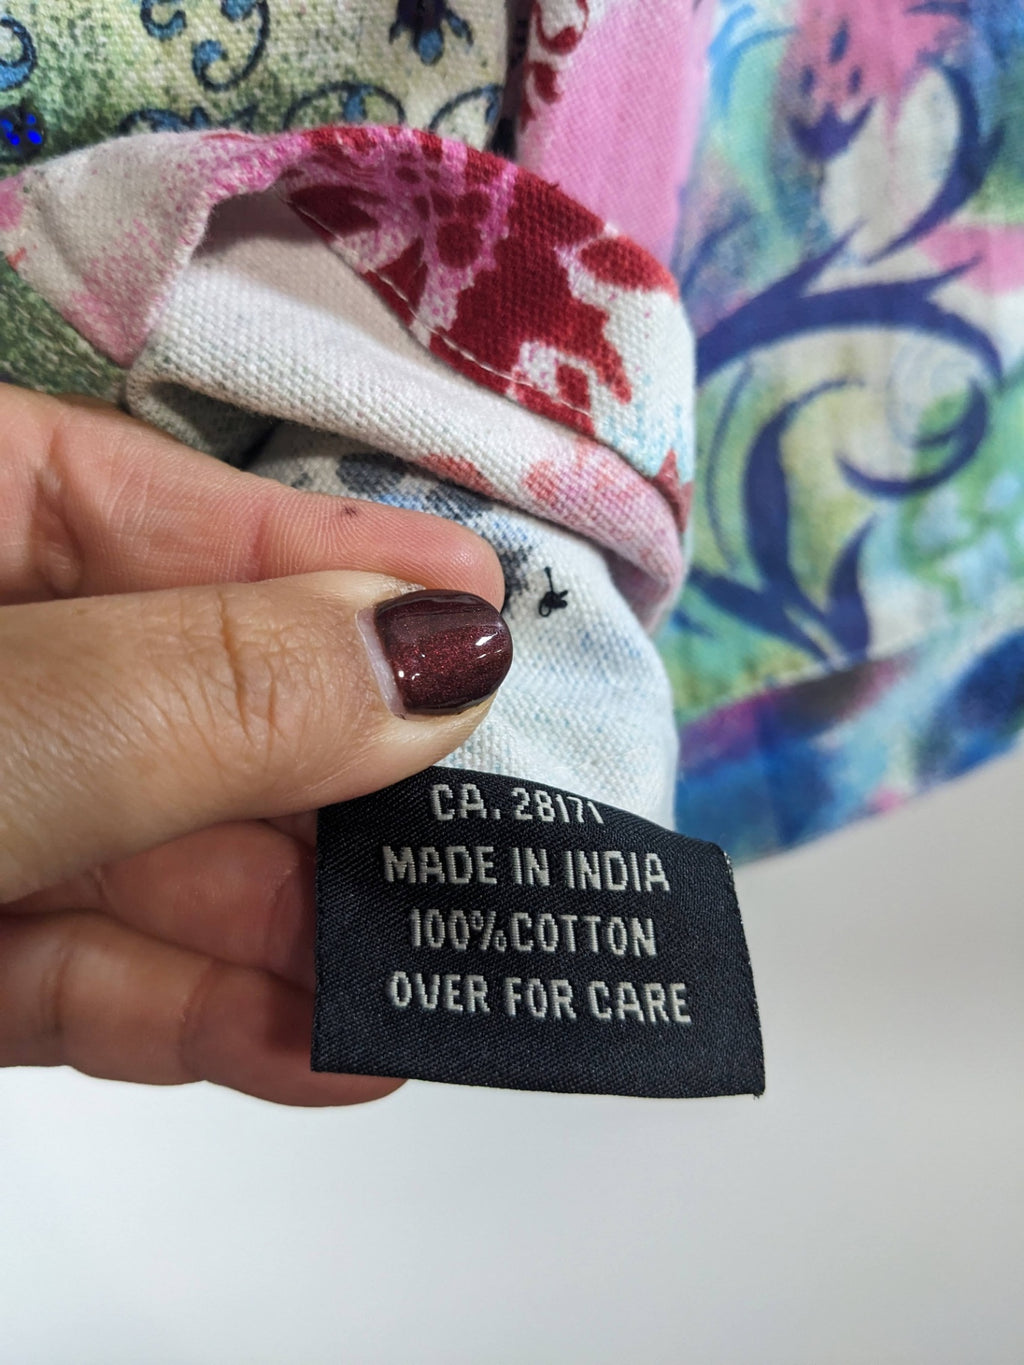 CA. 28171
MADE IN INDIA
100%COTTON
OVER FOR CARE